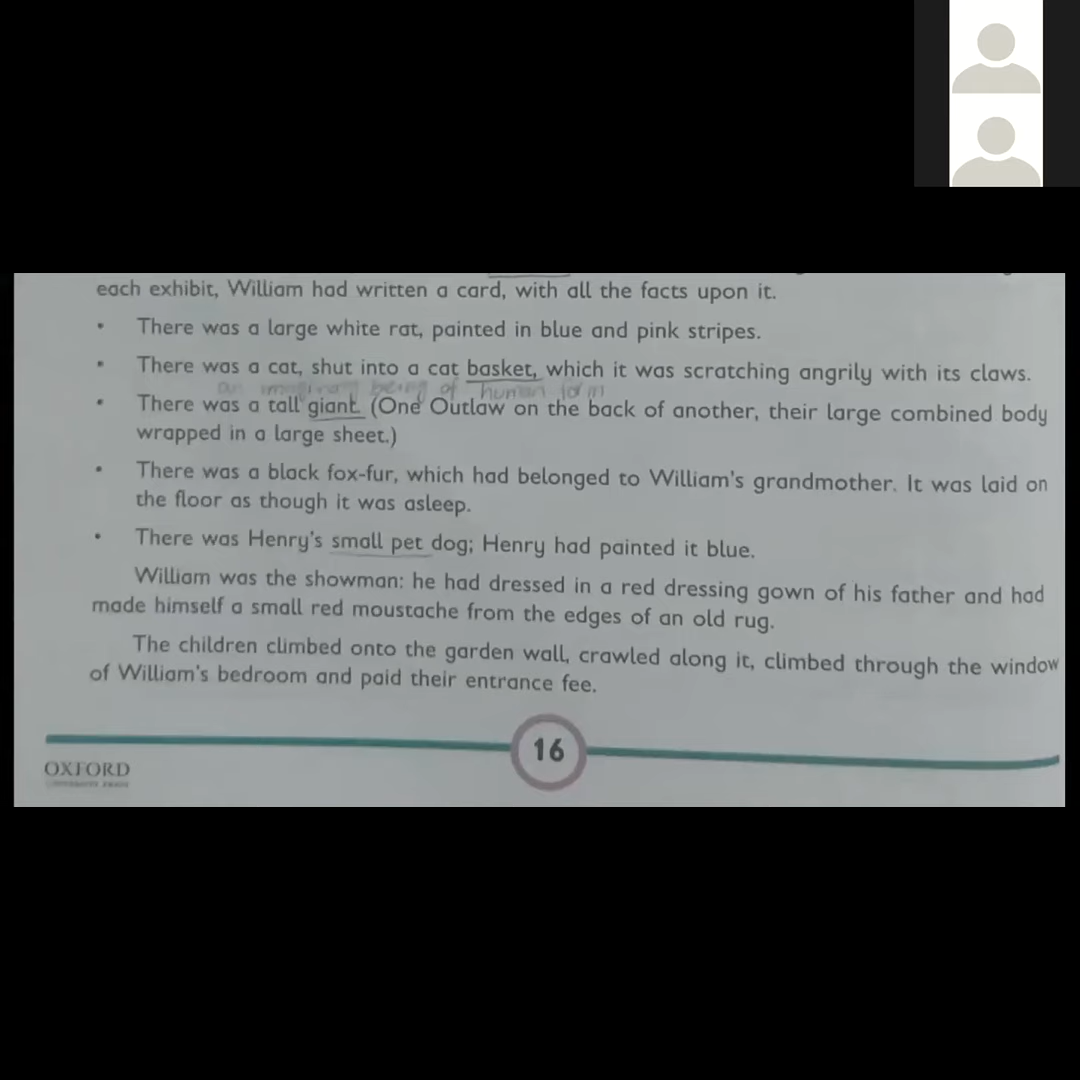 each exhibit, William had written a card, with all the facts upon it.
• There was a large white rat, painted in blue and pink stripes.
• There was a cat, shut into a cat basket, which it was scratching angrily with its claws.
an imaginary being of human form
• There was a tall giant. (One Outlaw on the back of another, their large combined body
wrapped in a large sheet.)
• There was a black fox-fur, which had belonged to William's grandmother. It was laid on
the floor as though it was asleep.
• There was Henry's small pet dog; Henry had painted it blue.
William was the showman: he had dressed in a red dressing gown of his father and had
made himself a small red moustache from the edges of an old rug.
The children climbed onto the garden wall, crawled along it, climbed through the window
of William's bedroom and paid their entrance fee.
16
OXFORD
UNIVERSITY PRESS